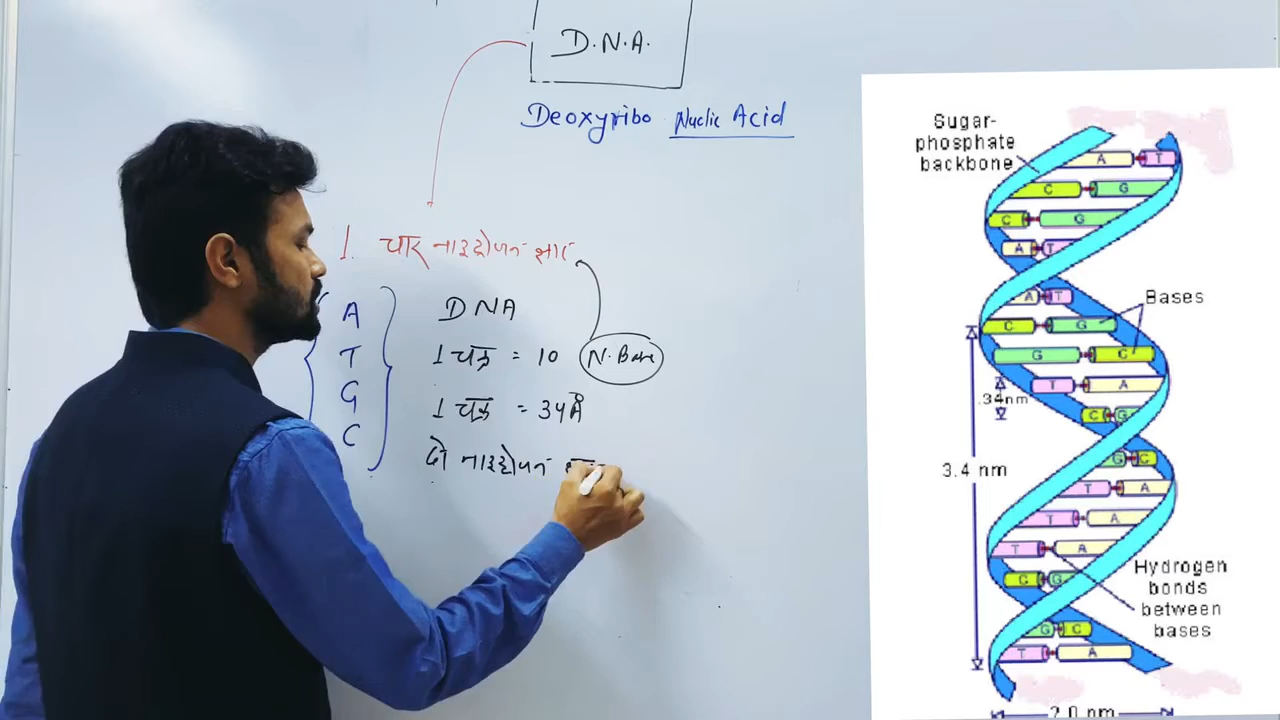 D.N.A.
Deoxyribo Nuclic Acid
1. चार नाइट्रोजन क्षार
A
T
G
C
DNA
1 चक्र = 10 N. Base
1 चक्र = 34Å
दो नाइट्रोजन
Sugar-
phosphate
backbone
A T
C G
C G
A T
A T
C G
Bases
G C
T A
.34nm
C G
G C
3.4 nm
T A
T A
T A
G G
Hydrogen
bonds
between
bases
G C
T A
2.0 nm